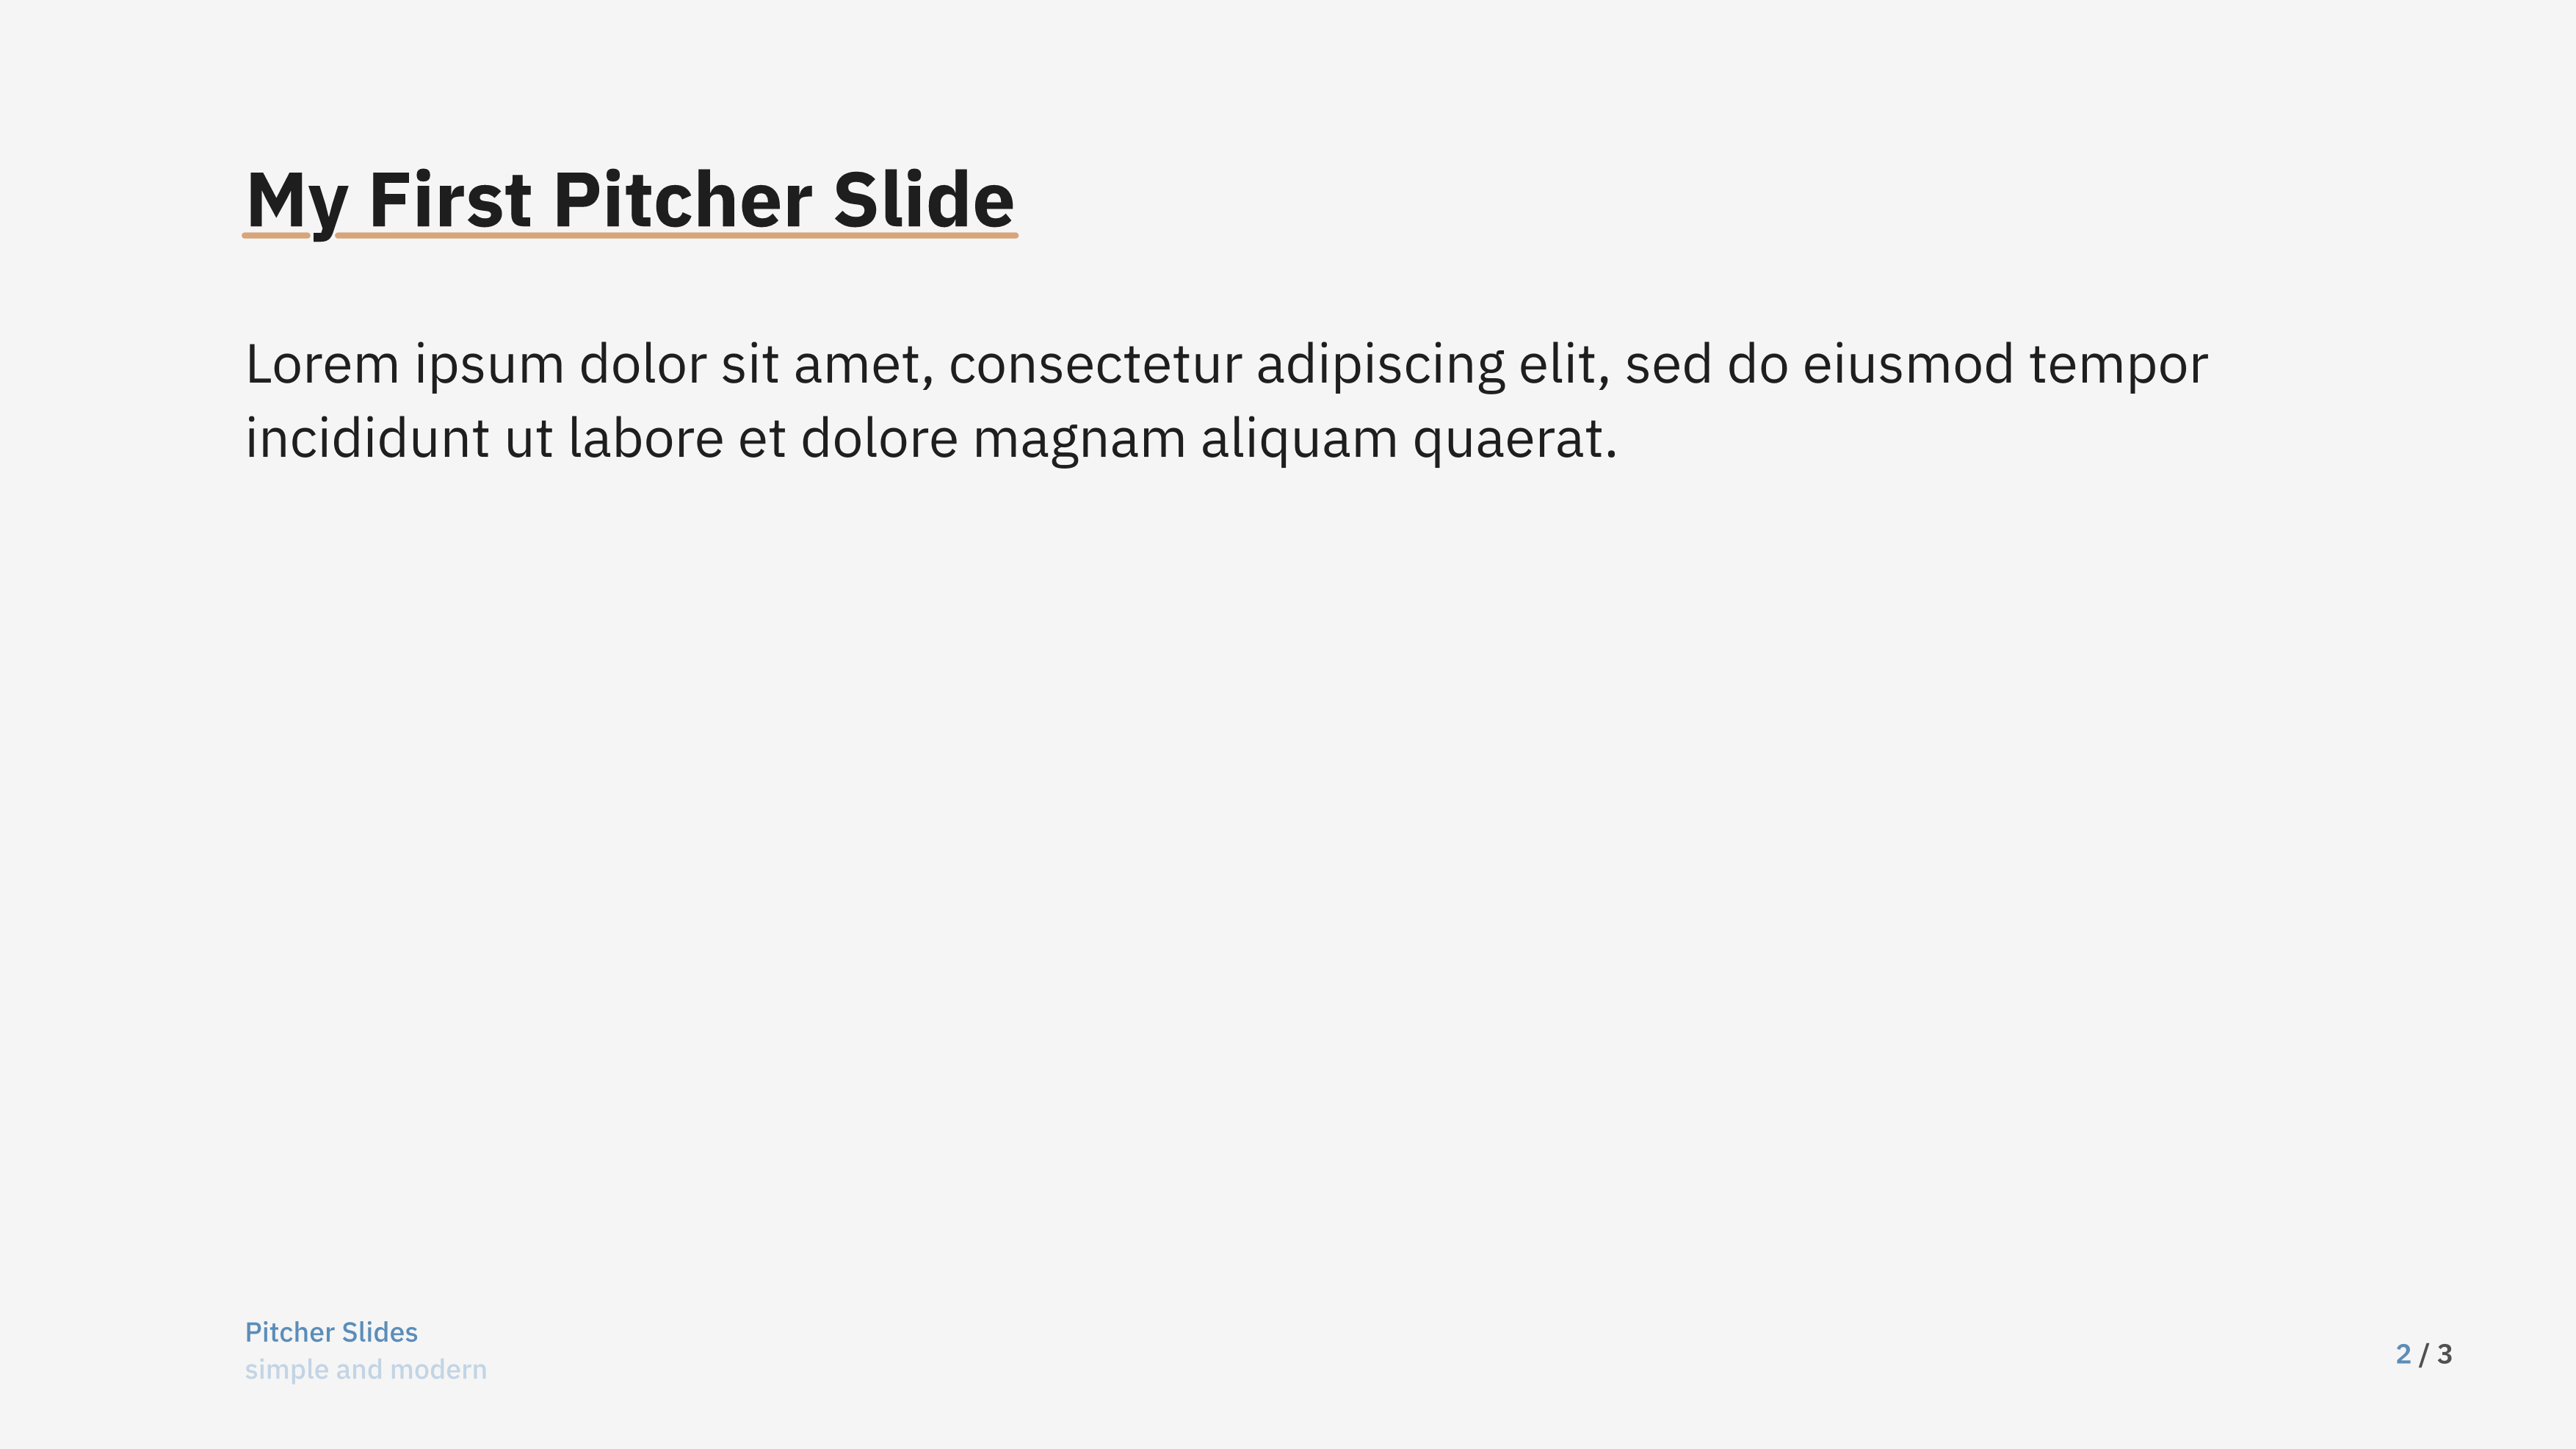 My First Pitcher Slide
Lorem ipsum dolor sit amet, consectetur adipiscing elit, sed do eiusmod tempor
incididunt ut labore et dolore magnam aliquam quaerat.
Pitcher Slides
simple and modern
2 / 3